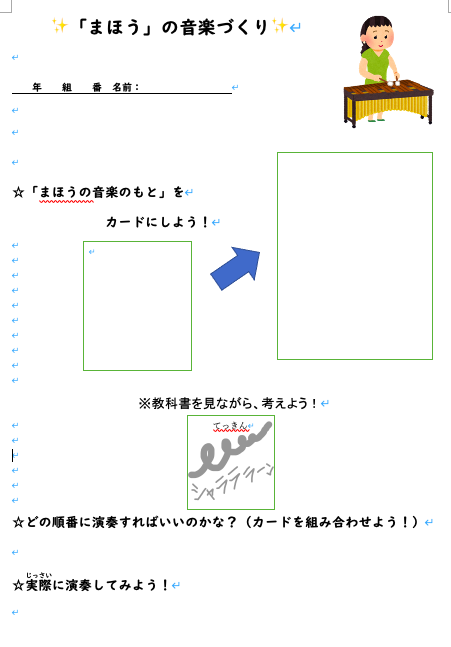 ✨「まほう」の音楽づくり✨
年　組　番　名前：
☆「まほうの音楽のもと」を
カードにしよう！
※教科書を見ながら、考えよう！
てっきん
シャラララーン
☆どの順番に演奏すればいいのかな？（カードを組み合わせよう！）
じっさい
☆実際に演奏してみよう！